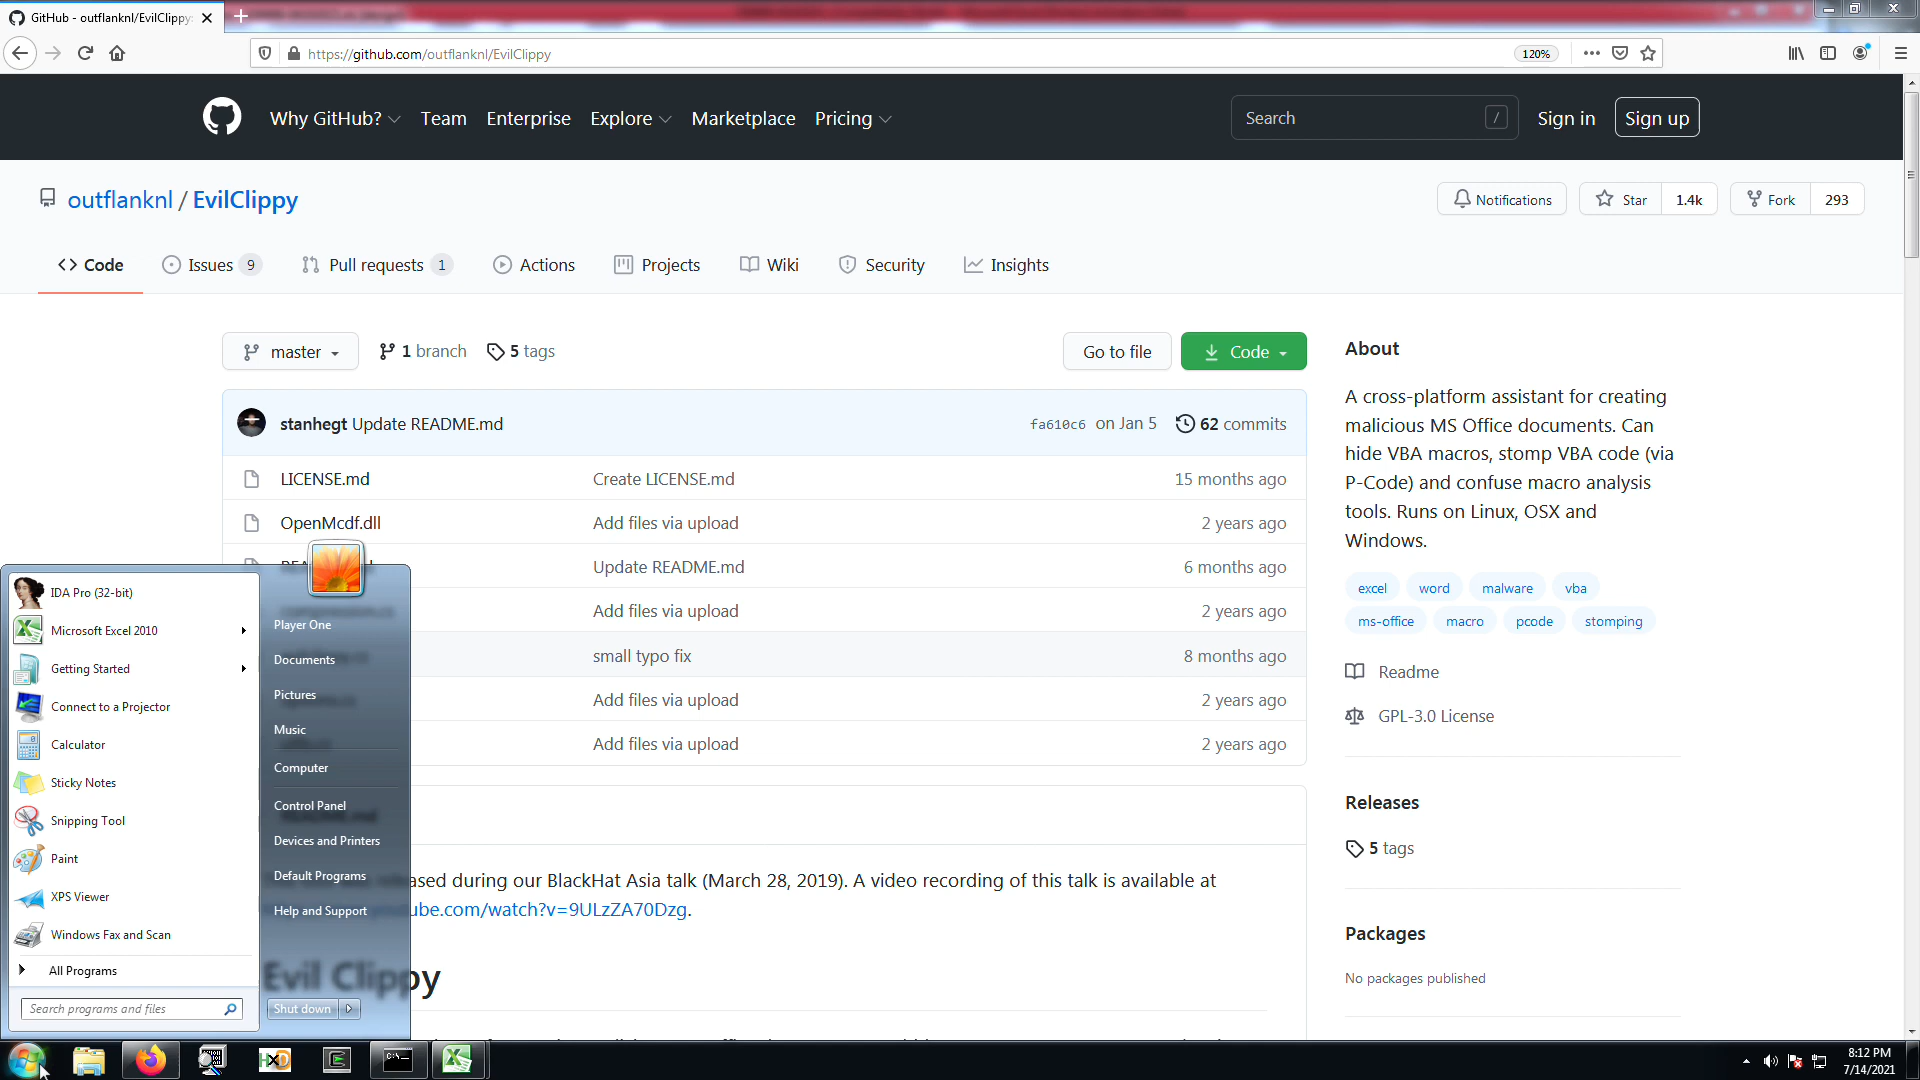 GitHub - outflanknl/EvilClippy:
https://github.com/outflanknl/EvilClippy
120%
Why GitHub? Team Enterprise Explore Marketplace Pricing
Search /
Sign in
Sign up
outflanknl / EvilClippy
Notifications
Star 1.4k
Fork 293
Code
Issues 9
Pull requests 1
Actions
Projects
Wiki
Security
Insights
master
1 branch
5 tags
Go to file
Code
stanhegt Update README.md
fa610c6 on Jan 5
62 commits
LICENSE.md Create LICENSE.md 15 months ago
OpenMcdf.dll Add files via upload 2 years ago
Update README.md 6 months ago
Add files via upload 2 years ago
small typo fix 8 months ago
Add files via upload 2 years ago
Add files via upload 2 years ago
About
A cross-platform assistant for creating
malicious MS Office documents. Can
hide VBA macros, stomp VBA code (via
P-Code) and confuse macro analysis
tools. Runs on Linux, OSX and
Windows.
excel word malware vba
ms-office macro pcode stomping
Readme
GPL-3.0 License
Releases
5 tags
Packages
No packages published
ased during our BlackHat Asia talk (March 28, 2019). A video recording of this talk is available at
ube.com/watch?v=9ULzZA70Dzg.
Evil Clippy
IDA Pro (32-bit)
Microsoft Excel 2010
Getting Started
Connect to a Projector
Calculator
Sticky Notes
Snipping Tool
Paint
XPS Viewer
Windows Fax and Scan
All Programs
Search programs and files
Player One
Documents
Pictures
Music
Computer
Control Panel
Devices and Printers
Default Programs
Help and Support
Shut down
HxD
C:\.
8:12 PM
7/14/2021